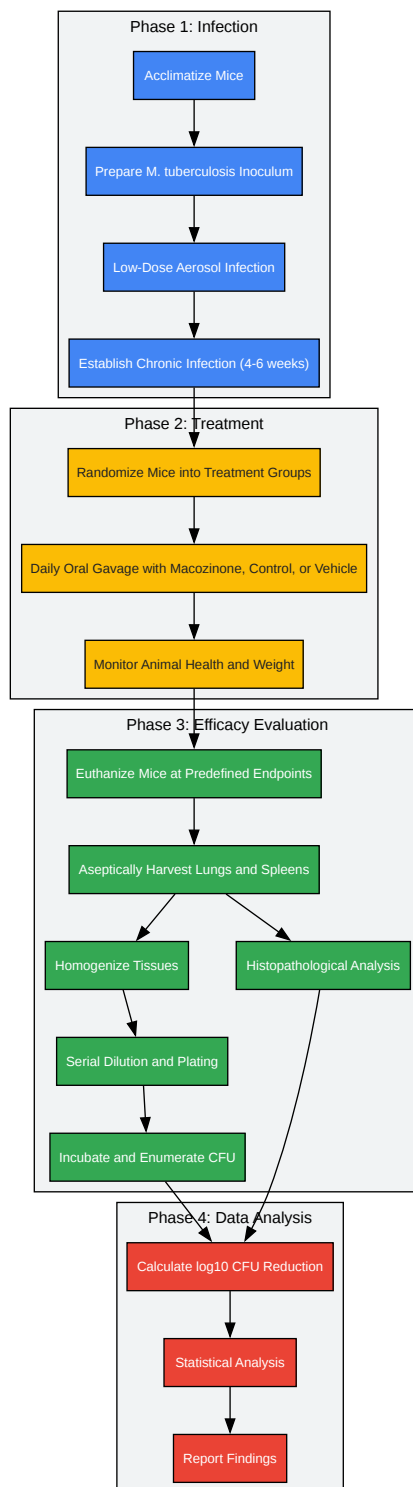 Phase 1: Infection
Acclimatize Mice
Prepare M. tuberculosis Inoculum
Low-Dose Aerosol Infection
Establish Chronic Infection (4-6 weeks)
Phase 2: Treatment
Randomize Mice into Treatment Groups
Daily Oral Gavage with Macozinone, Control, or Vehicle
Monitor Animal Health and Weight
Phase 3: Efficacy Evaluation
Euthanize Mice at Predefined Endpoints
Aseptically Harvest Lungs and Spleens
Homogenize Tissues
Histopathological Analysis
Serial Dilution and Plating
Incubate and Enumerate CFU
Phase 4: Data Analysis
Calculate log10 CFU Reduction
Statistical Analysis
Report Findings